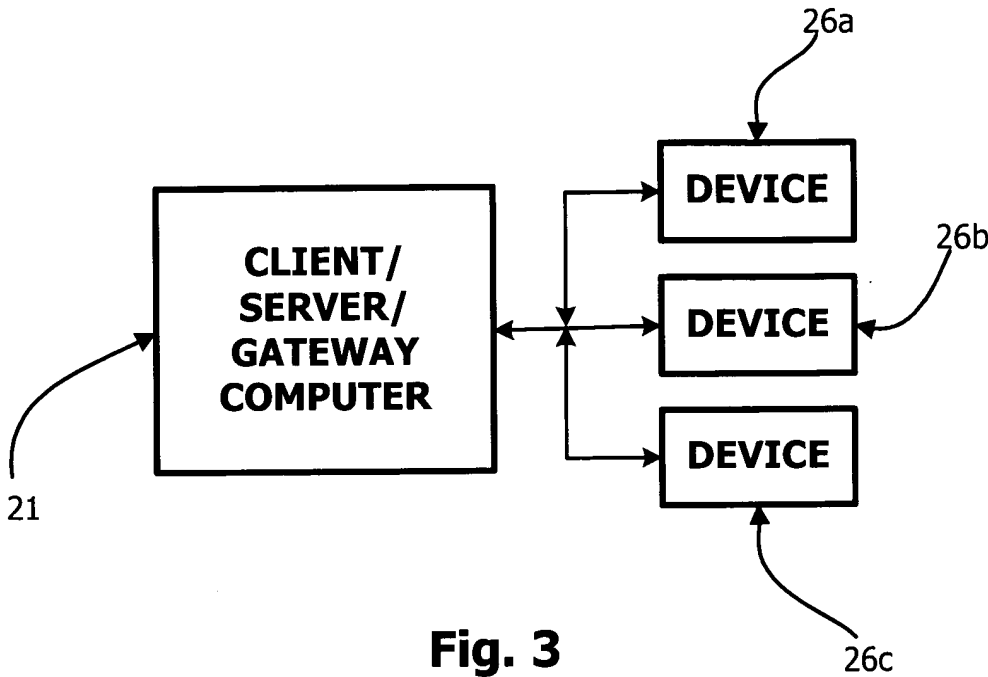 26a
DEVICE
26b
CLIENT/
SERVER/
GATEWAY
COMPUTER
DEVICE
DEVICE
21
26c
Fig. 3